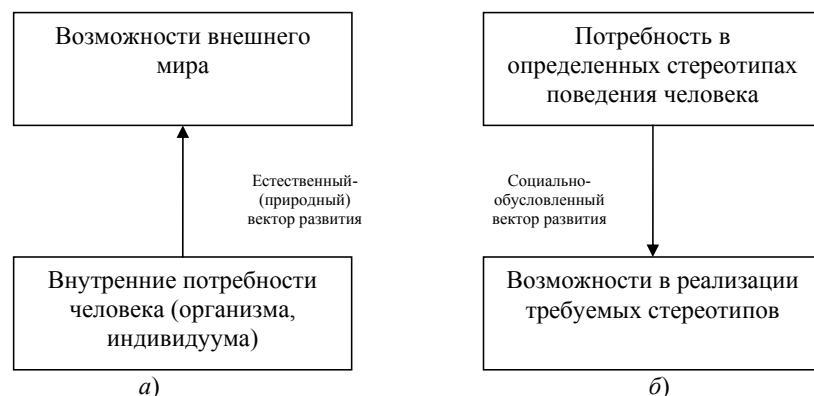 Возможности внешнего
мира
Естественный-
(природный)
вектор развития
Внутренние потребности
человека (организма,
индивидуума)
а)
Потребность в
определенных стереотипах
поведения человека
Социально-
обусловленный
вектор развития
Возможности в реализации
требуемых стереотипов
б)